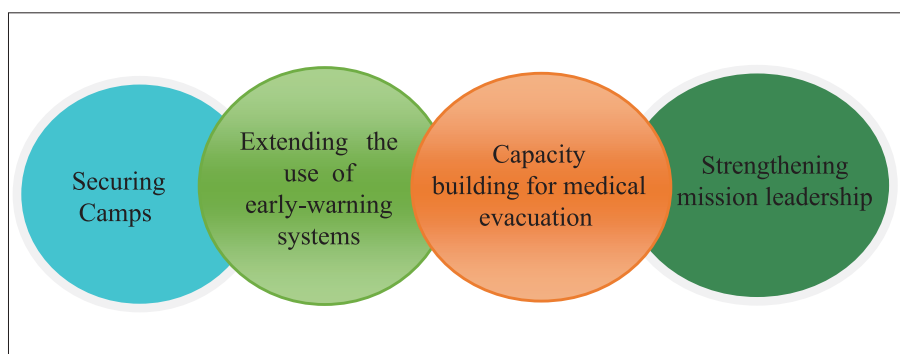 Securing
Camps
Extending the
use of
early-warning
systems
Capacity
building for medical
evacuation
Strengthening
mission leadership